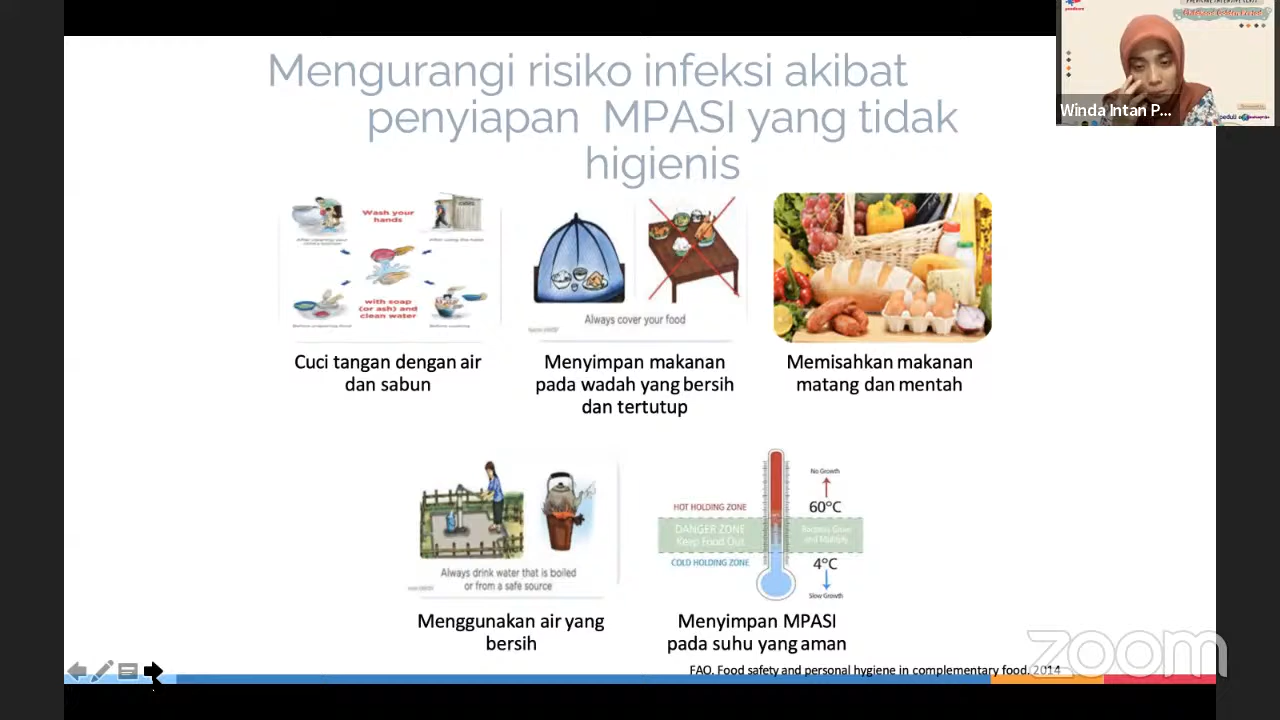 Mengurangi risiko infeksi akibat
penyiapan MPASI yang tidak
higienis
Winda Intan P...
Wash your
hands
After using the toilet
with soap
(or ash) and
clean water
Before preparing food
Before eating
Always cover your food
Cuci tangan dengan air
dan sabun
Menyimpan makanan
pada wadah yang bersih
dan tertutup
Memisahkan makanan
matang dan mentah
Always drink water that is boiled
or from a safe source
No Growth
HOT HOLDING ZONE
60°C
DANGER ZONE
Keep Food Out
Bacteria Grow
and Multiply
COLD HOLDING ZONE
4°C
Slow Growth
Menggunakan air yang
bersih
Menyimpan MPASI
pada suhu yang aman
FAO. Food safety and personal hygiene in complementary food. 2014
zoom